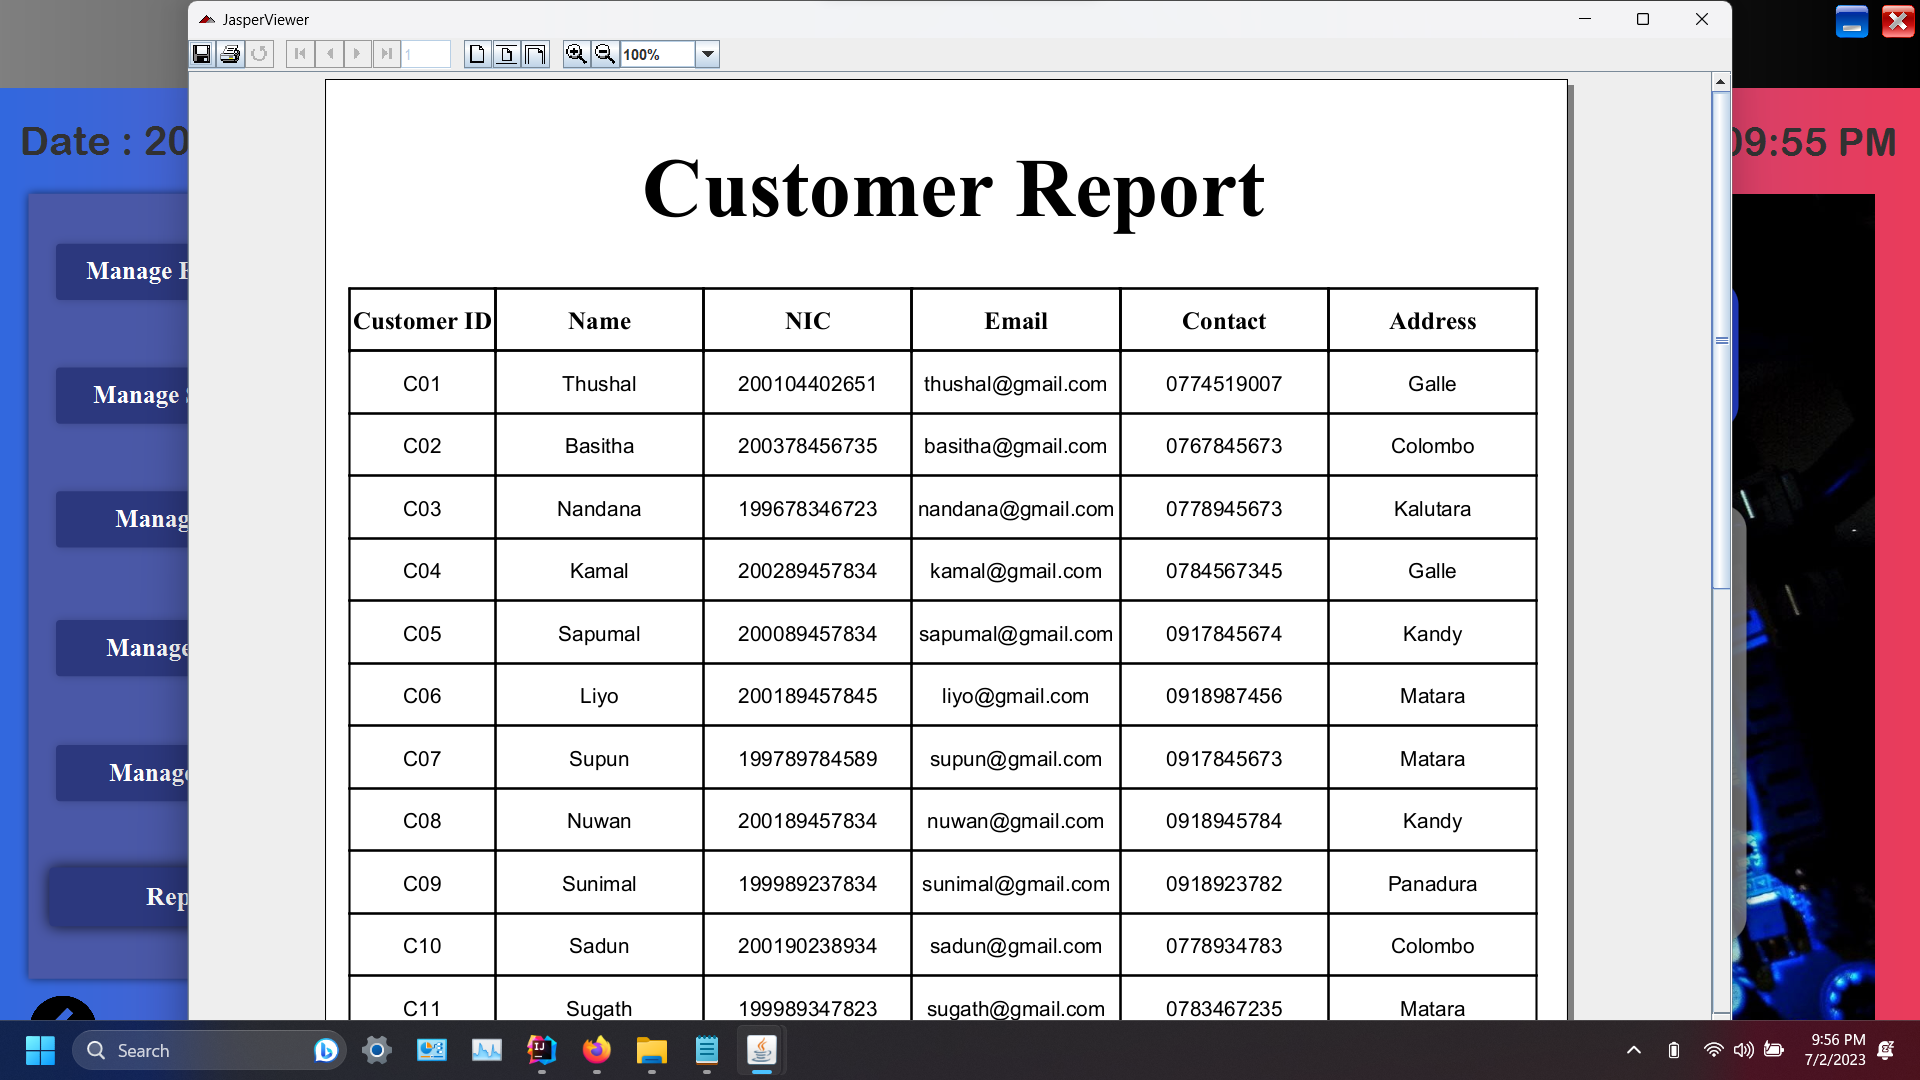 JasperViewer
1
100%
Date : 20
09:55 PM
Manage
Manage
Manage
Manage
Customer Report
Customer ID Name NIC Email Contact Address
C01 Thushal 200104402651 thushal@gmail.com 0774519007 Galle
C02 Basitha 200378456735 basitha@gmail.com 0767845673 Colombo
C03 Nandana 199678346723 nandana@gmail.com 0778945673 Kalutara
C04 Kamal 200289457834 kamal@gmail.com 0784567345 Galle
C05 Sapumal 200089457834 sapumal@gmail.com 0917845674 Kandy
C06 Liyo 200189457845 liyo@gmail.com 0918987456 Matara
C07 Supun 199789784589 supun@gmail.com 0917845673 Matara
C08 Nuwan 200189457834 nuwan@gmail.com 0918945784 Kandy
C09 Sunimal 199989237834 sunimal@gmail.com 0918923782 Panadura
C10 Sadun 200190238934 sadun@gmail.com 0778934783 Colombo
C11 Sugath 199989347823 sugath@gmail.com 0783467235 Matara
Search
9:56 PM
7/2/2023